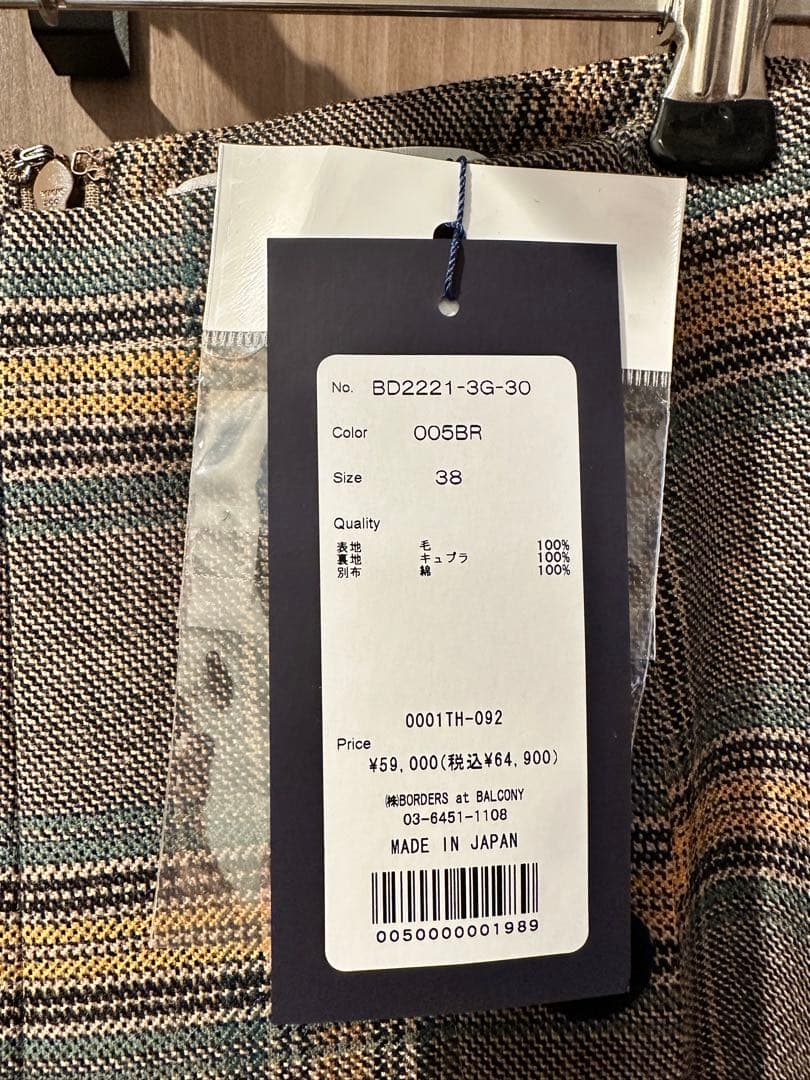 No. BD2221-3G-30
Color 005BR
Size 38
Quality
表地 毛 100%
裏地 キュプラ 100%
別布 綿 100%
0001TH-092
Price
¥59,000(税込¥64,900)
㈱BORDERS at BALCONY
03-6451-1108
MADE IN JAPAN
0050000001989